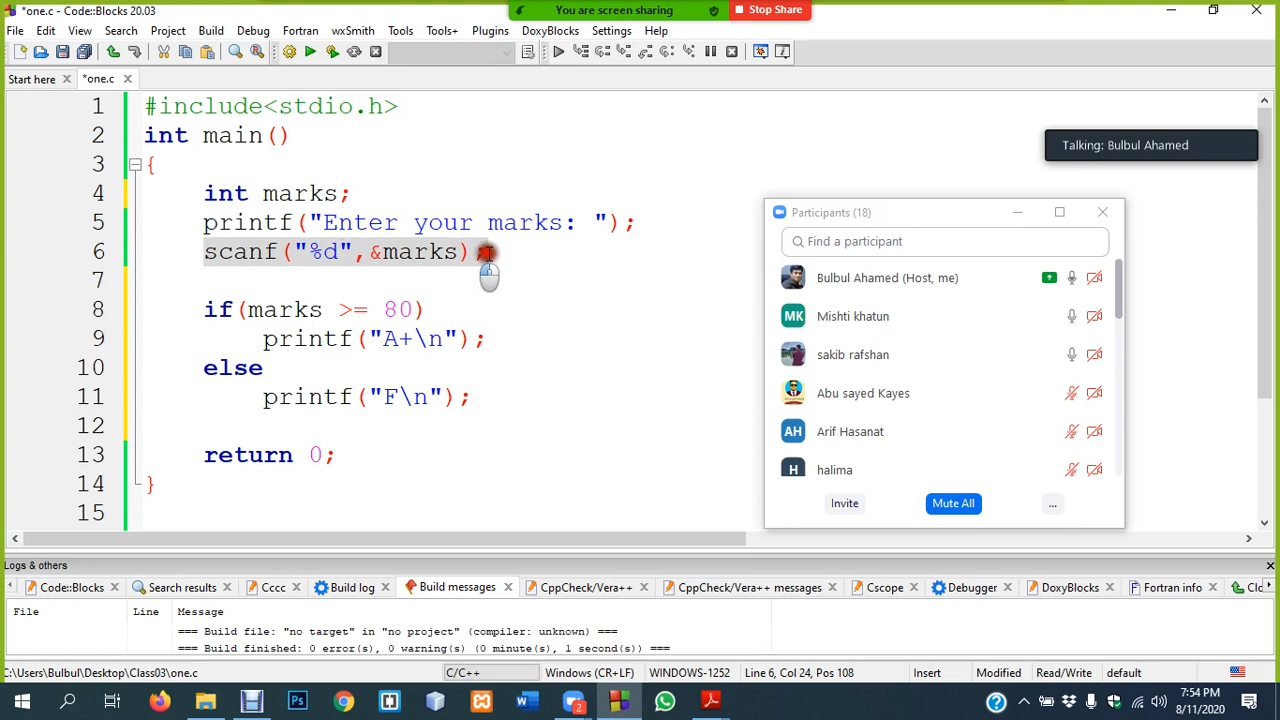 *one.c - Code::Blocks 20.03
You are screen sharing
Stop Share
File Edit View Search Project Build Debug Fortran wxSmith Tools Tools+ Plugins DoxyBlocks Settings Help
Start here
*one.c
1 #include<stdio.h>
2 int main()
3 {
4 int marks;
5 printf("Enter your marks: ");
6 scanf("%d",&marks)
7
8 if(marks >= 80)
9 printf("A+\n");
10 else
11 printf("F\n");
12
13 return 0;
14 }
15
Talking: Bulbul Ahamed
Participants (18)
Find a participant
Bulbul Ahamed (Host, me)
MK Mishti khatun
sakib rafshan
Abu sayed Kayes
AH Arif Hasanat
H halima
Invite Mute All ...
Logs & others
Code::Blocks Search results Cccc Build log Build messages CppCheck/Vera++ CppCheck/Vera++ messages Cscope Debugger DoxyBlocks Fortran info Clo
File Line Message
=== Build file: "no target" in "no project" (compiler: unknown) ===
=== Build finished: 0 error(s), 0 warning(s) (0 minute(s), 1 second(s)) ===
C:\Users\Bulbul\Desktop\Class03\one.c C/C++ Windows (CR+LF) WINDOWS-1252 Line 6, Col 24, Pos 108 Insert Modified Read/Write default
Ps
2
7:54 PM
8/11/2020